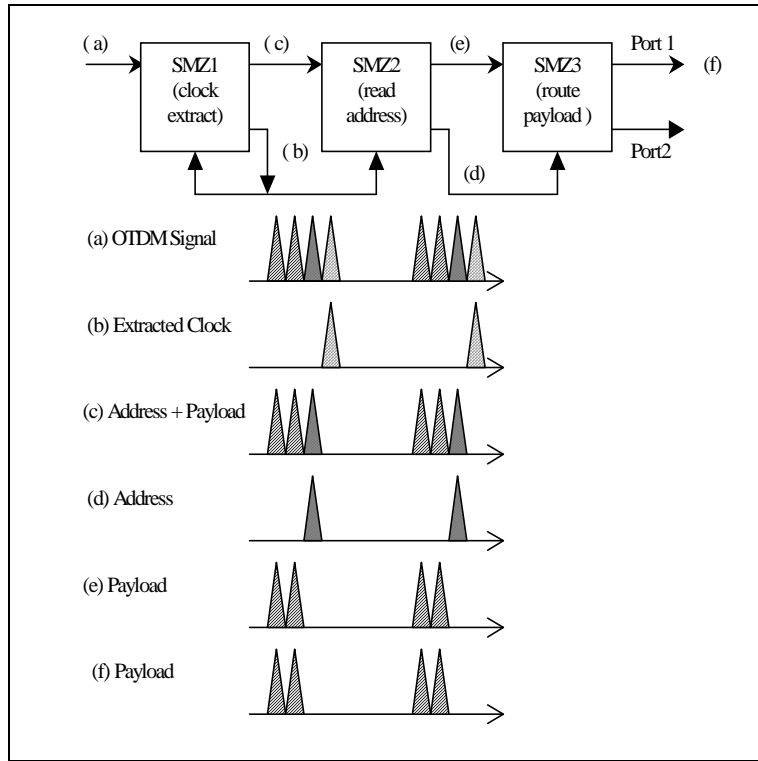 ( a)
( c)
(e)
Port 1
(f)
SMZ1
(clock
extract)
SMZ2
(read
address)
SMZ3
(route
payload )
( b)
(d)
Port2
(a) OTDM Signal
(b) Extracted Clock
(c) Address + Payload
(d) Address
(e) Payload
(f) Payload